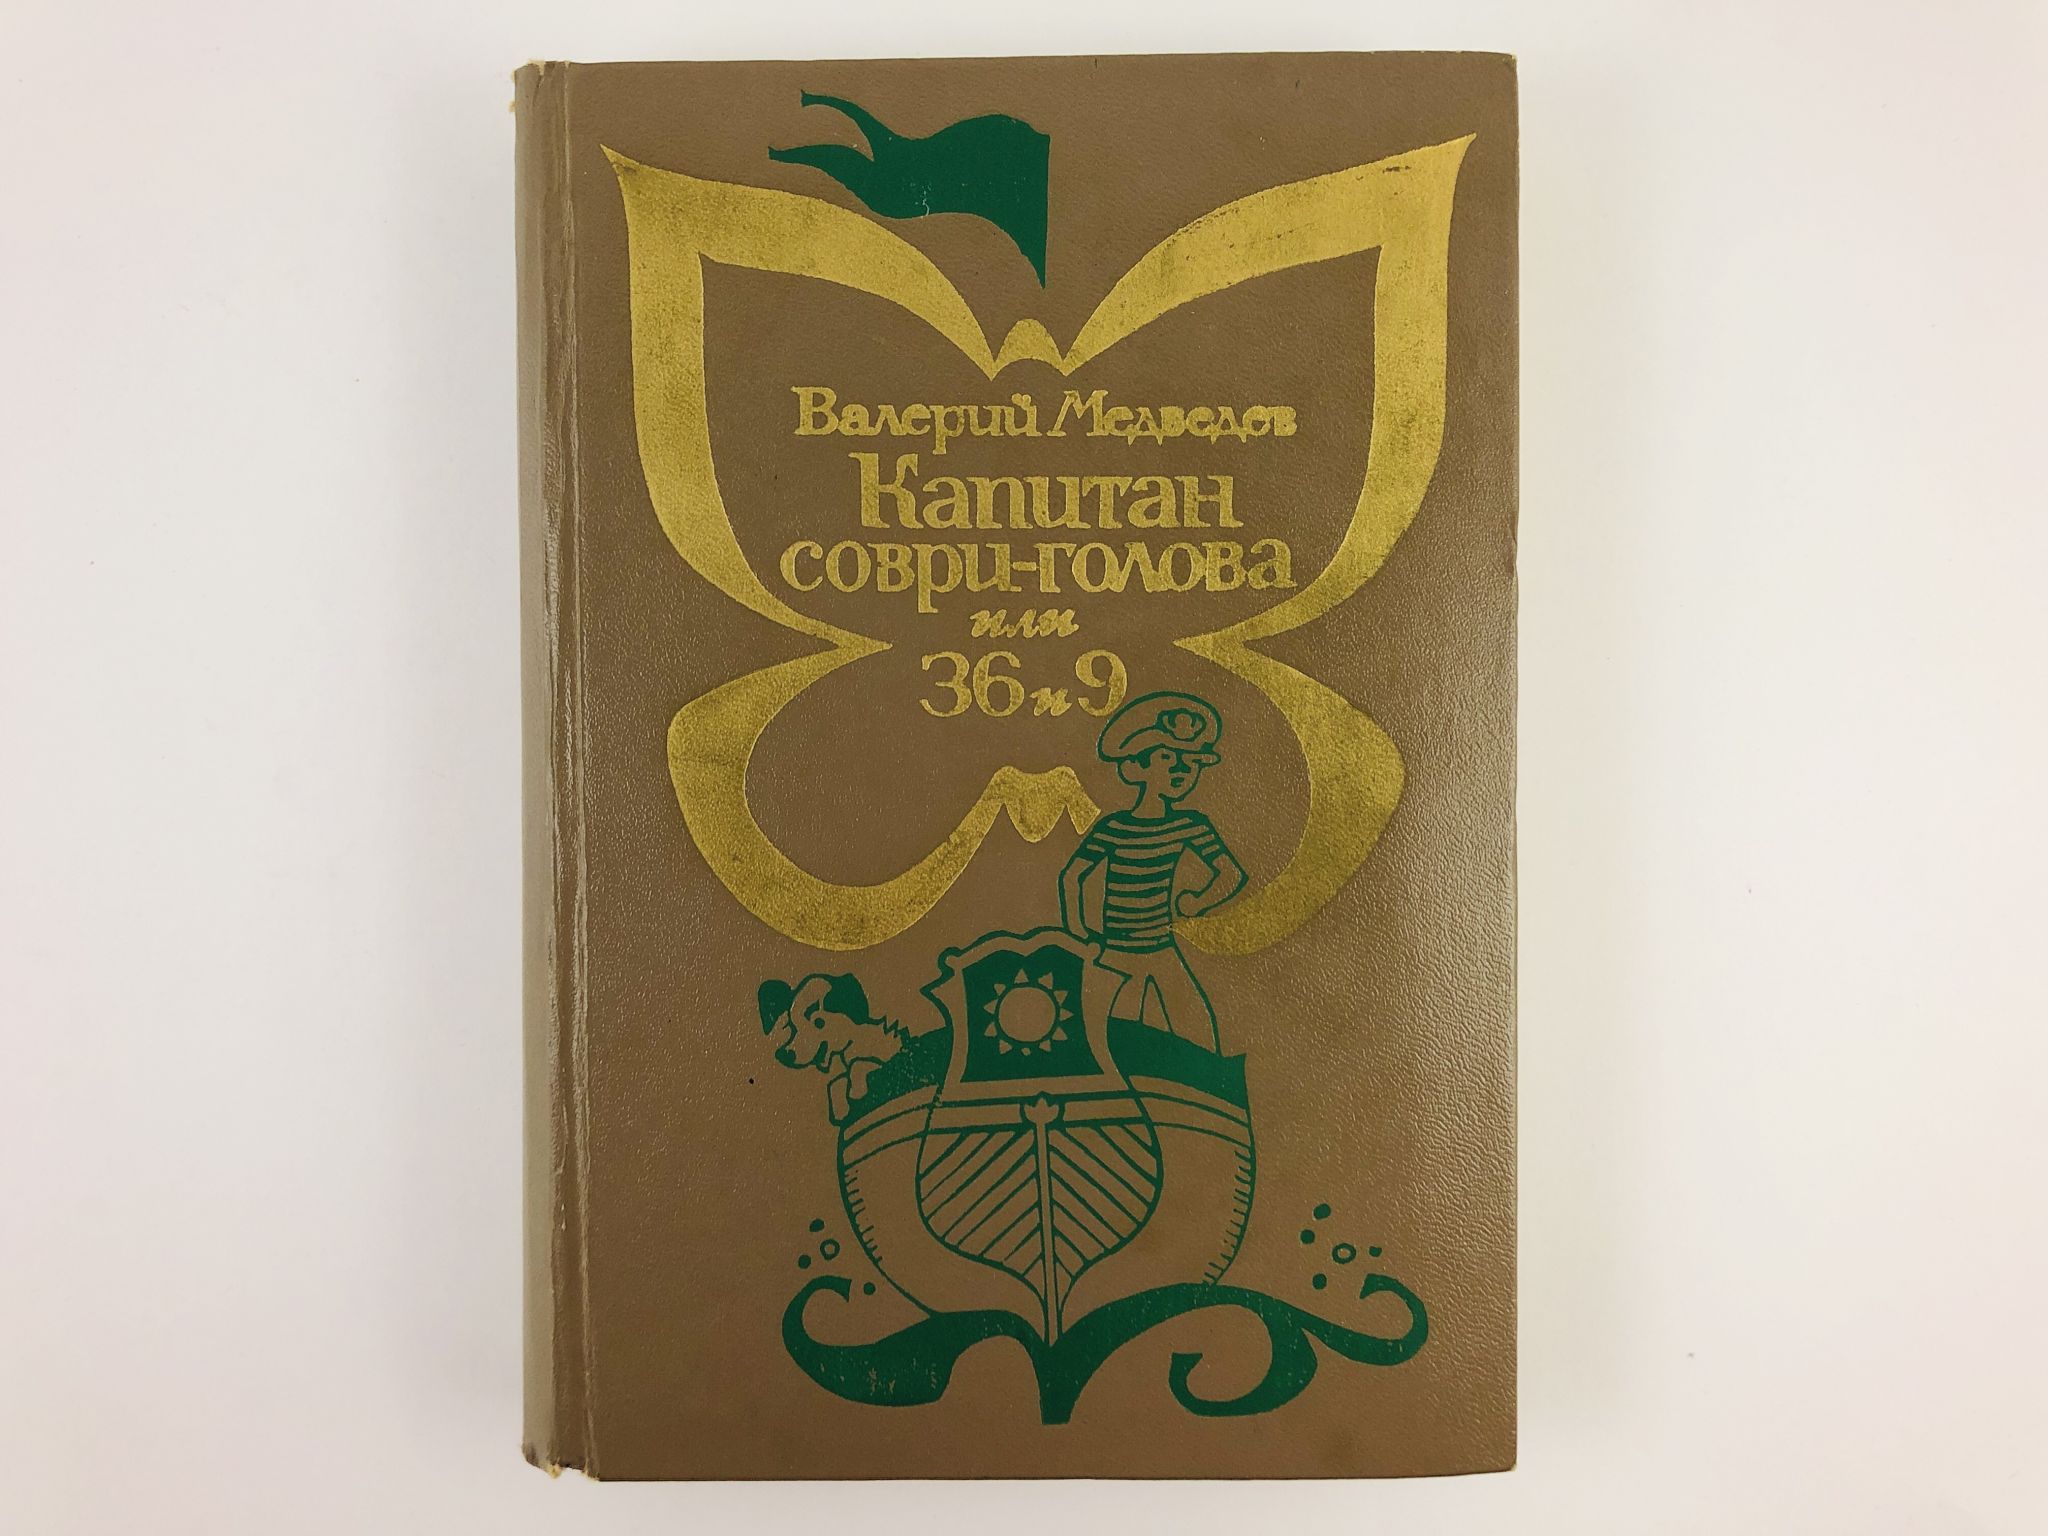 Валерий Медведев
Капитан
соври-голова
или
36 и 9